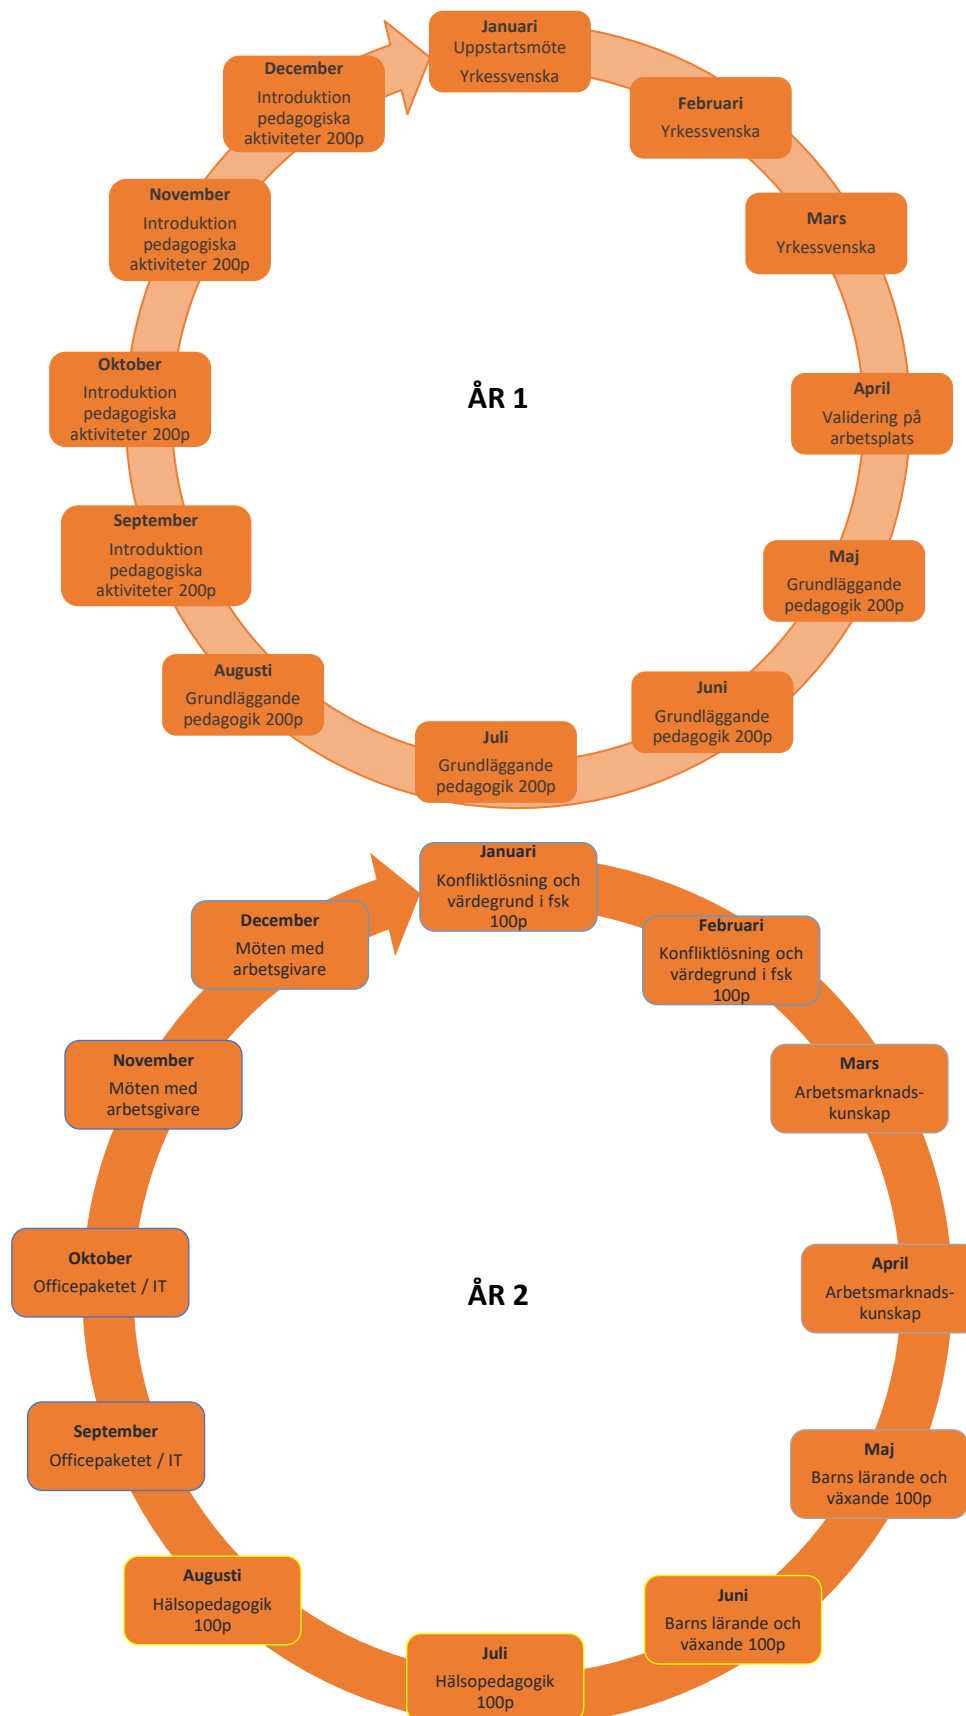 Januari
Uppstartsmöte
Yrkessvenska
Februari
Yrkessvenska
Mars
Yrkessvenska
April
Validering på
arbetsplats
Maj
Grundläggande
pedagogik 200p
Juni
Grundläggande
pedagogik 200p
Juli
Grundläggande
pedagogik 200p
Augusti
Grundläggande
pedagogik 200p
September
Introduktion
pedagogiska
aktiviteter 200p
Oktober
Introduktion
pedagogiska
aktiviteter 200p
November
Introduktion
pedagogiska
aktiviteter 200p
December
Introduktion
pedagogiska
aktiviteter 200p
ÅR 1
Januari
Konfliktlösning och
värdegrund i fsk
100p
Februari
Konfliktlösning och
värdegrund i fsk
100p
Mars
Arbetsmarknads-
kunskap
April
Arbetsmarknads-
kunskap
Maj
Barns lärande och
växande 100p
Juni
Barns lärande och
växande 100p
Juli
Hälsopedagogik
100p
Augusti
Hälsopedagogik
100p
September
Officepaketet / IT
Oktober
Officepaketet / IT
November
Möten med
arbetsgivare
December
Möten med
arbetsgivare
ÅR 2